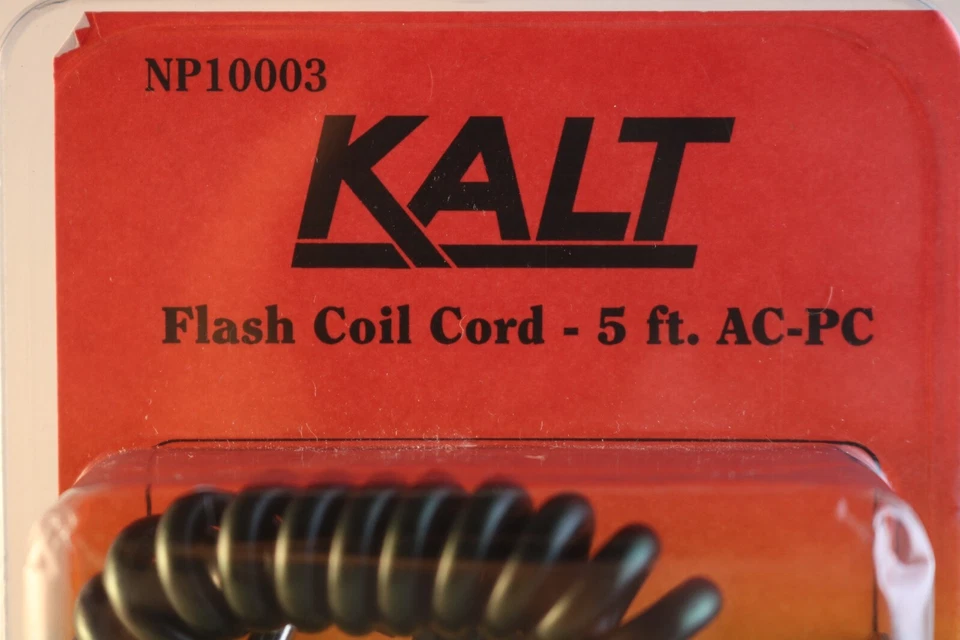 NP10003
KALT
Flash Coil Cord - 5 ft. AC-PC